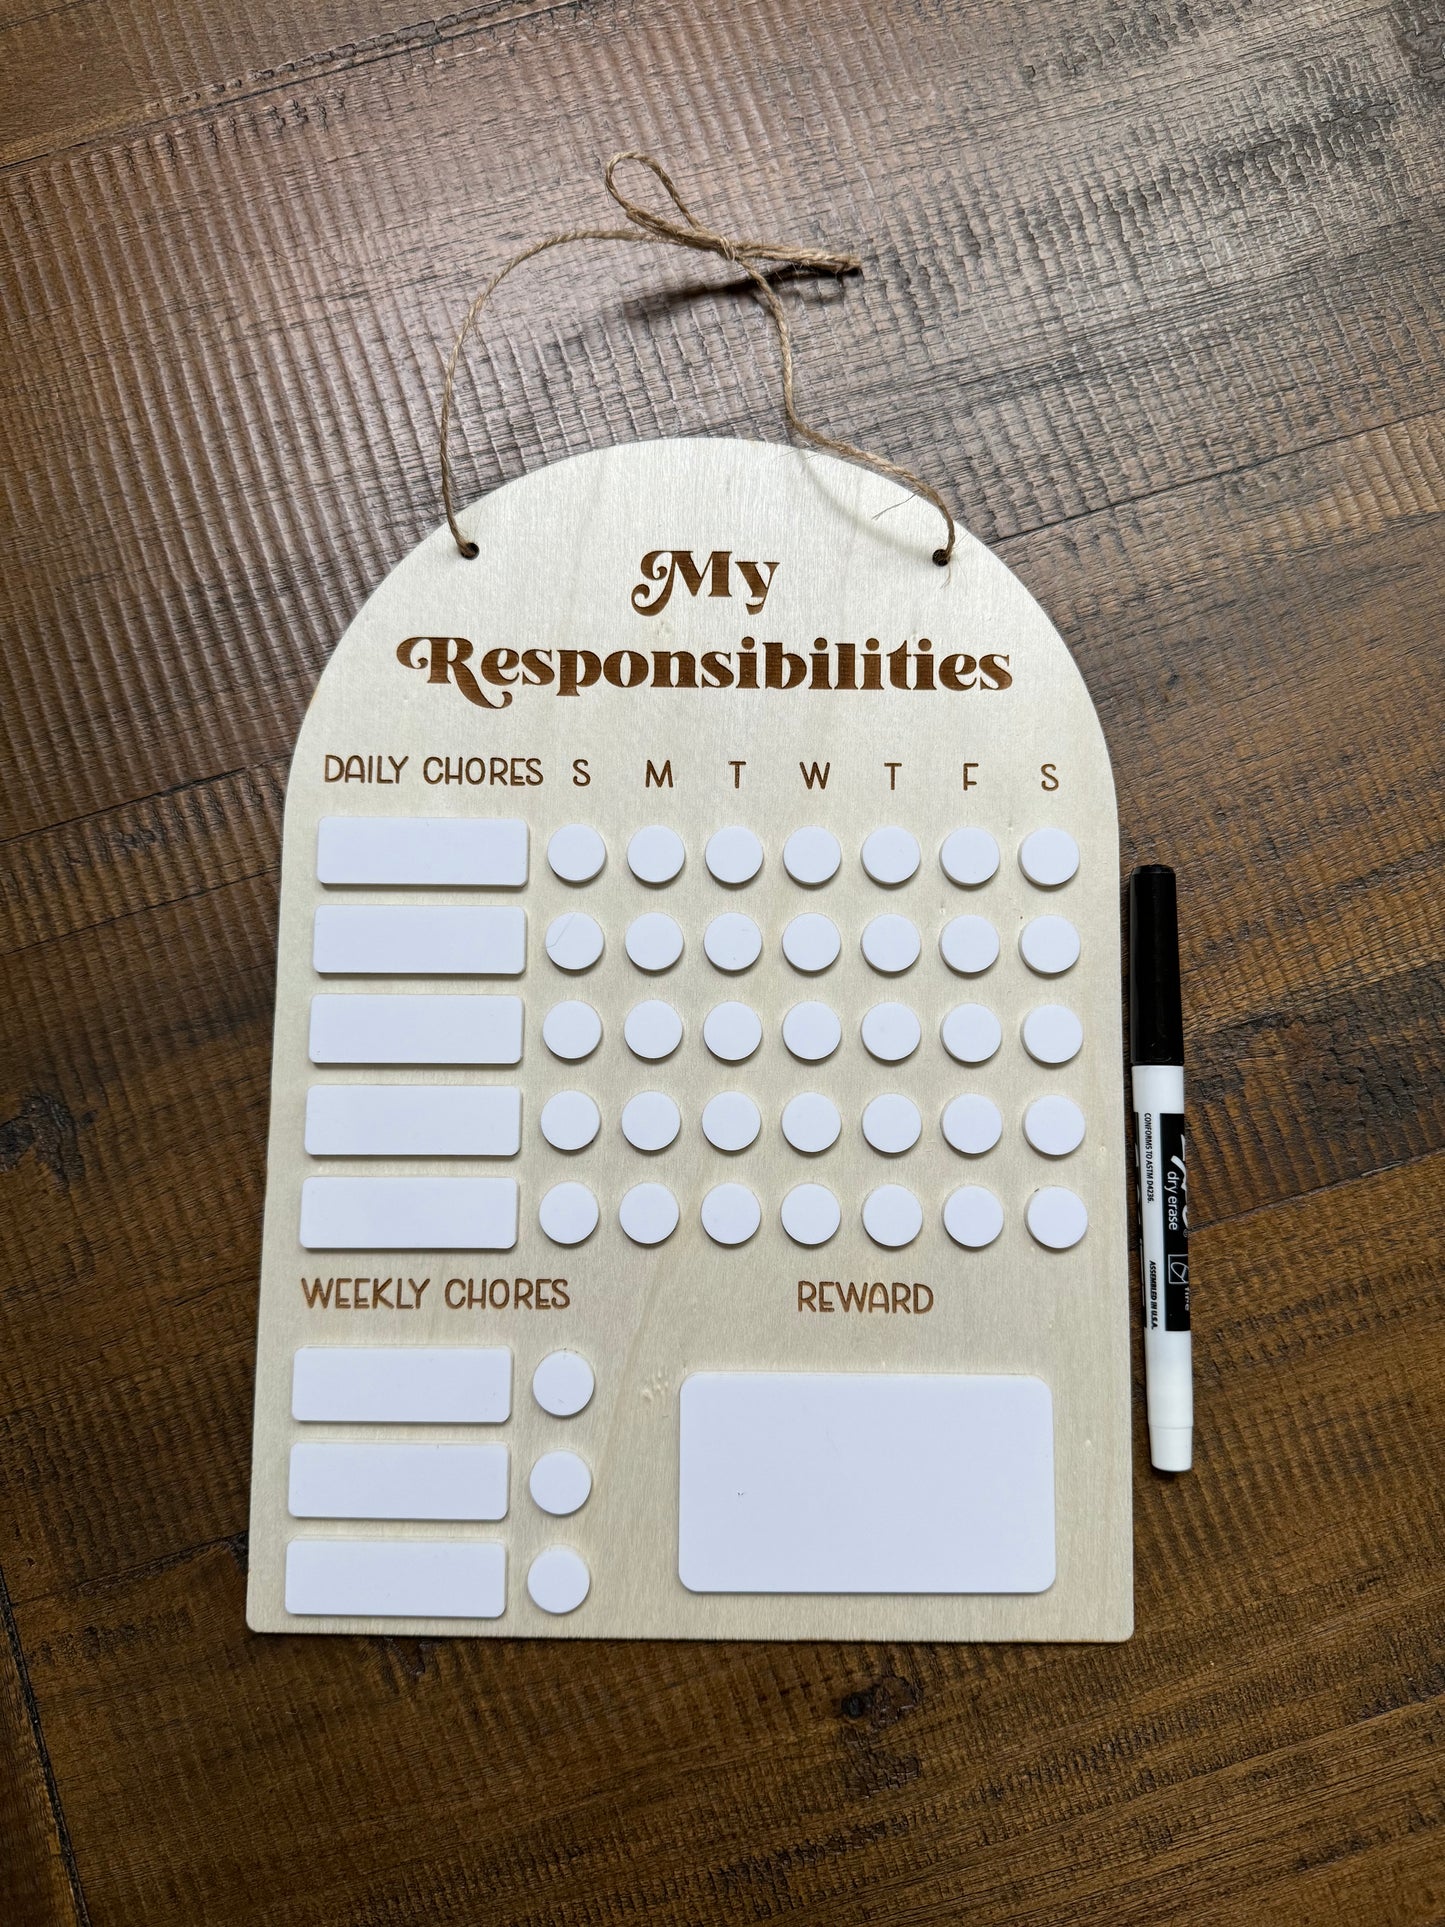 My
Responsibilities
DAILY CHORES S M T W T F S
WEEKLY CHORES
REWARD
dry erase
CONFORMS TO ASTM D4236.
ASSEMBLED IN U.S.A.